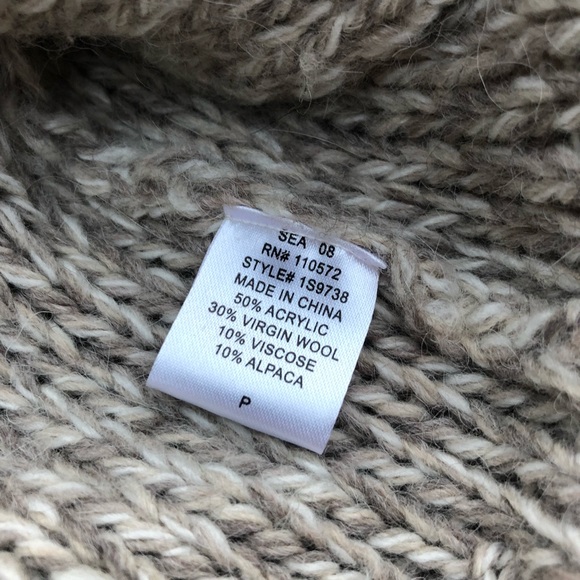 SEA 08
RN# 110572
STYLE# 1S9738
MADE IN CHINA
50% ACRYLIC
30% VIRGIN WOOL
10% VISCOSE
10% ALPACA
P